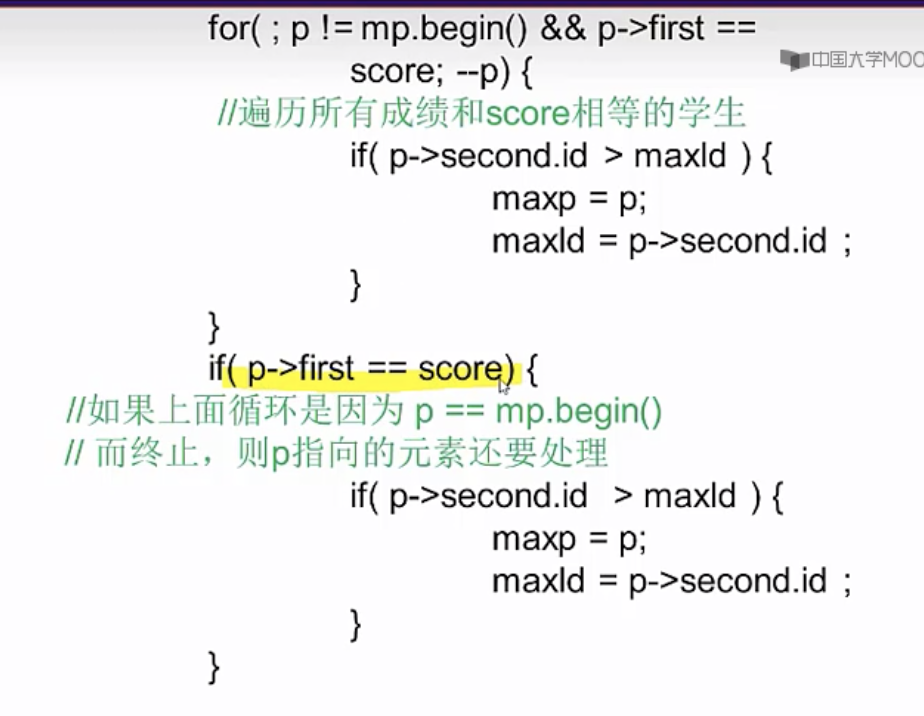 for( ; p != mp.begin() && p->first ==
score; --p) {
中国大学MOO
//遍历所有成绩和score相等的学生
if( p->second.id > maxId ) {
maxp = p;
maxId = p->second.id ;
}
}
if( p->first == score) {
//如果上面循环是因为 p == mp.begin()
// 而终止，则p指向的元素还要处理
if( p->second.id > maxId ) {
maxp = p;
maxId = p->second.id ;
}
}